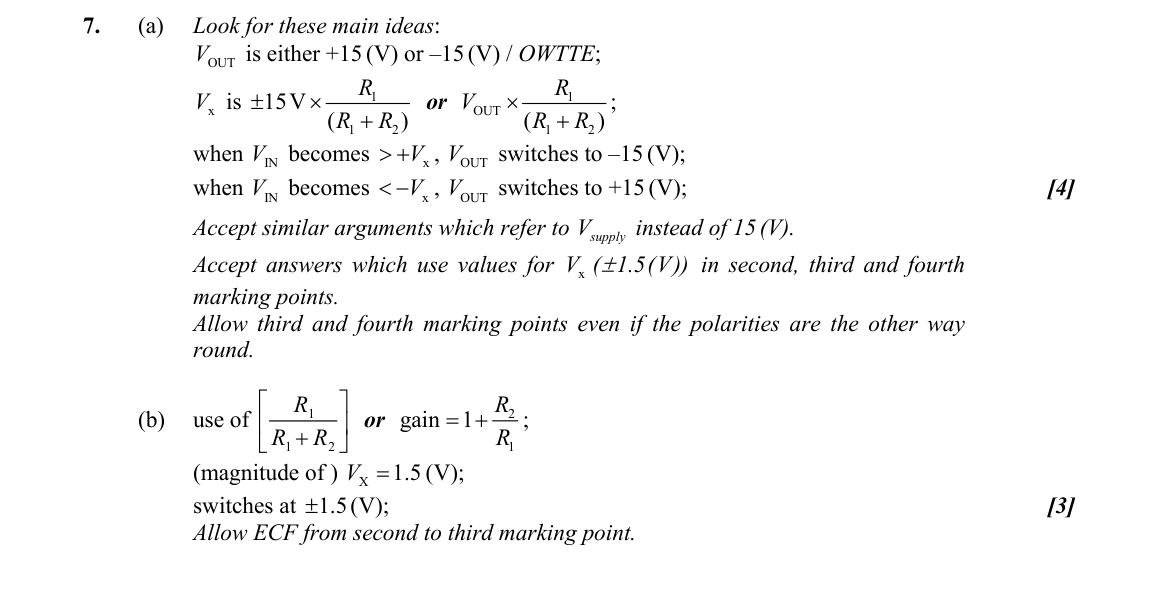 7. (a) Look for these main ideas:
V_OUT is either +15 (V) or –15 (V) / OWTTE;
V_x is ±15 V × R_1/(R_1 + R_2) or V_OUT × R_1/(R_1 + R_2);
when V_IN becomes > +V_x, V_OUT switches to –15 (V);
when V_IN becomes < –V_x, V_OUT switches to +15 (V); [4]
Accept similar arguments which refer to V_supply instead of 15 (V).
Accept answers which use values for V_x (±1.5 (V)) in second, third and fourth
marking points.
Allow third and fourth marking points even if the polarities are the other way
round.
(b) use of [R_1/(R_1 + R_2)] or gain = 1 + R_2/R_1;
(magnitude of ) V_X = 1.5 (V);
switches at ±1.5 (V); [3]
Allow ECF from second to third marking point.